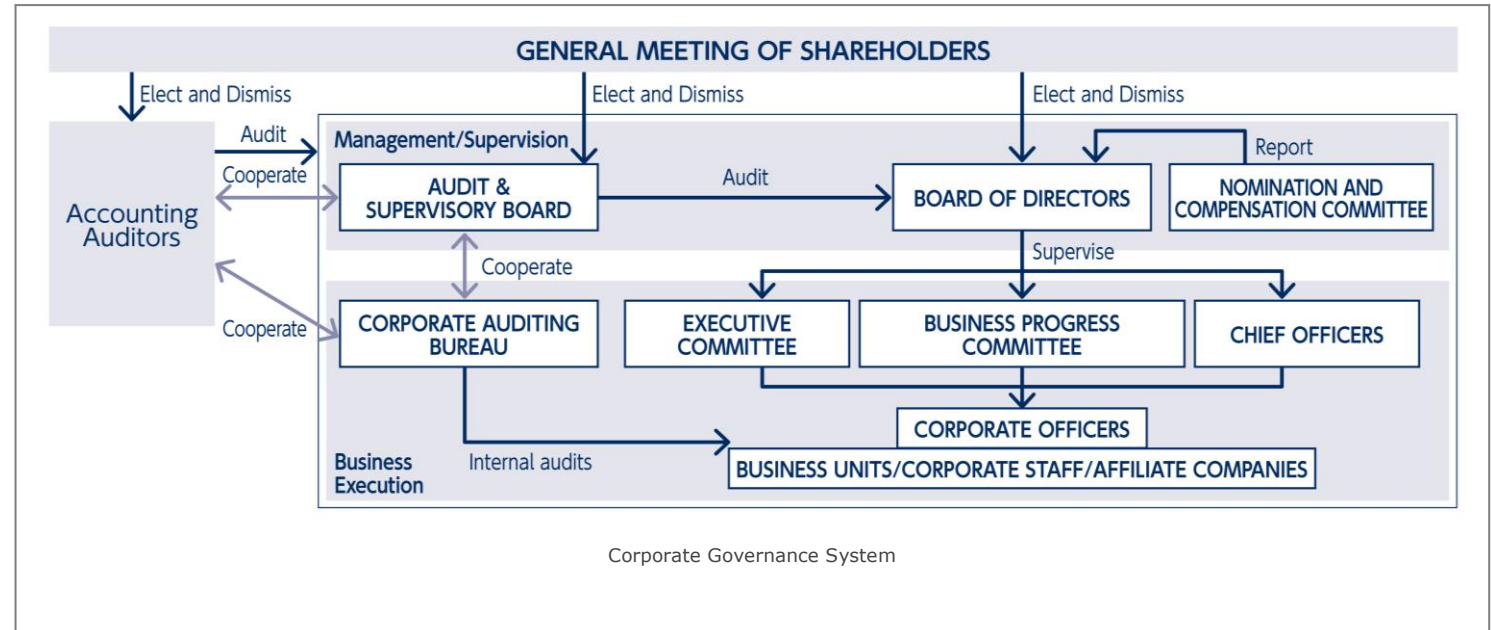 GENERAL MEETING OF SHAREHOLDERS
Elect and Dismiss
Elect and Dismiss
Elect and Dismiss
Accounting
Auditors
Audit
Cooperate
Cooperate
Management/Supervision
AUDIT &
SUPERVISORY BOARD
Audit
BOARD OF DIRECTORS
Report
NOMINATION AND
COMPENSATION COMMITTEE
Cooperate
Supervise
CORPORATE AUDITING
BUREAU
EXECUTIVE
COMMITTEE
BUSINESS PROGRESS
COMMITTEE
CHIEF OFFICERS
CORPORATE OFFICERS
Business
Execution
Internal audits
BUSINESS UNITS/CORPORATE STAFF/AFFILIATE COMPANIES
Corporate Governance System